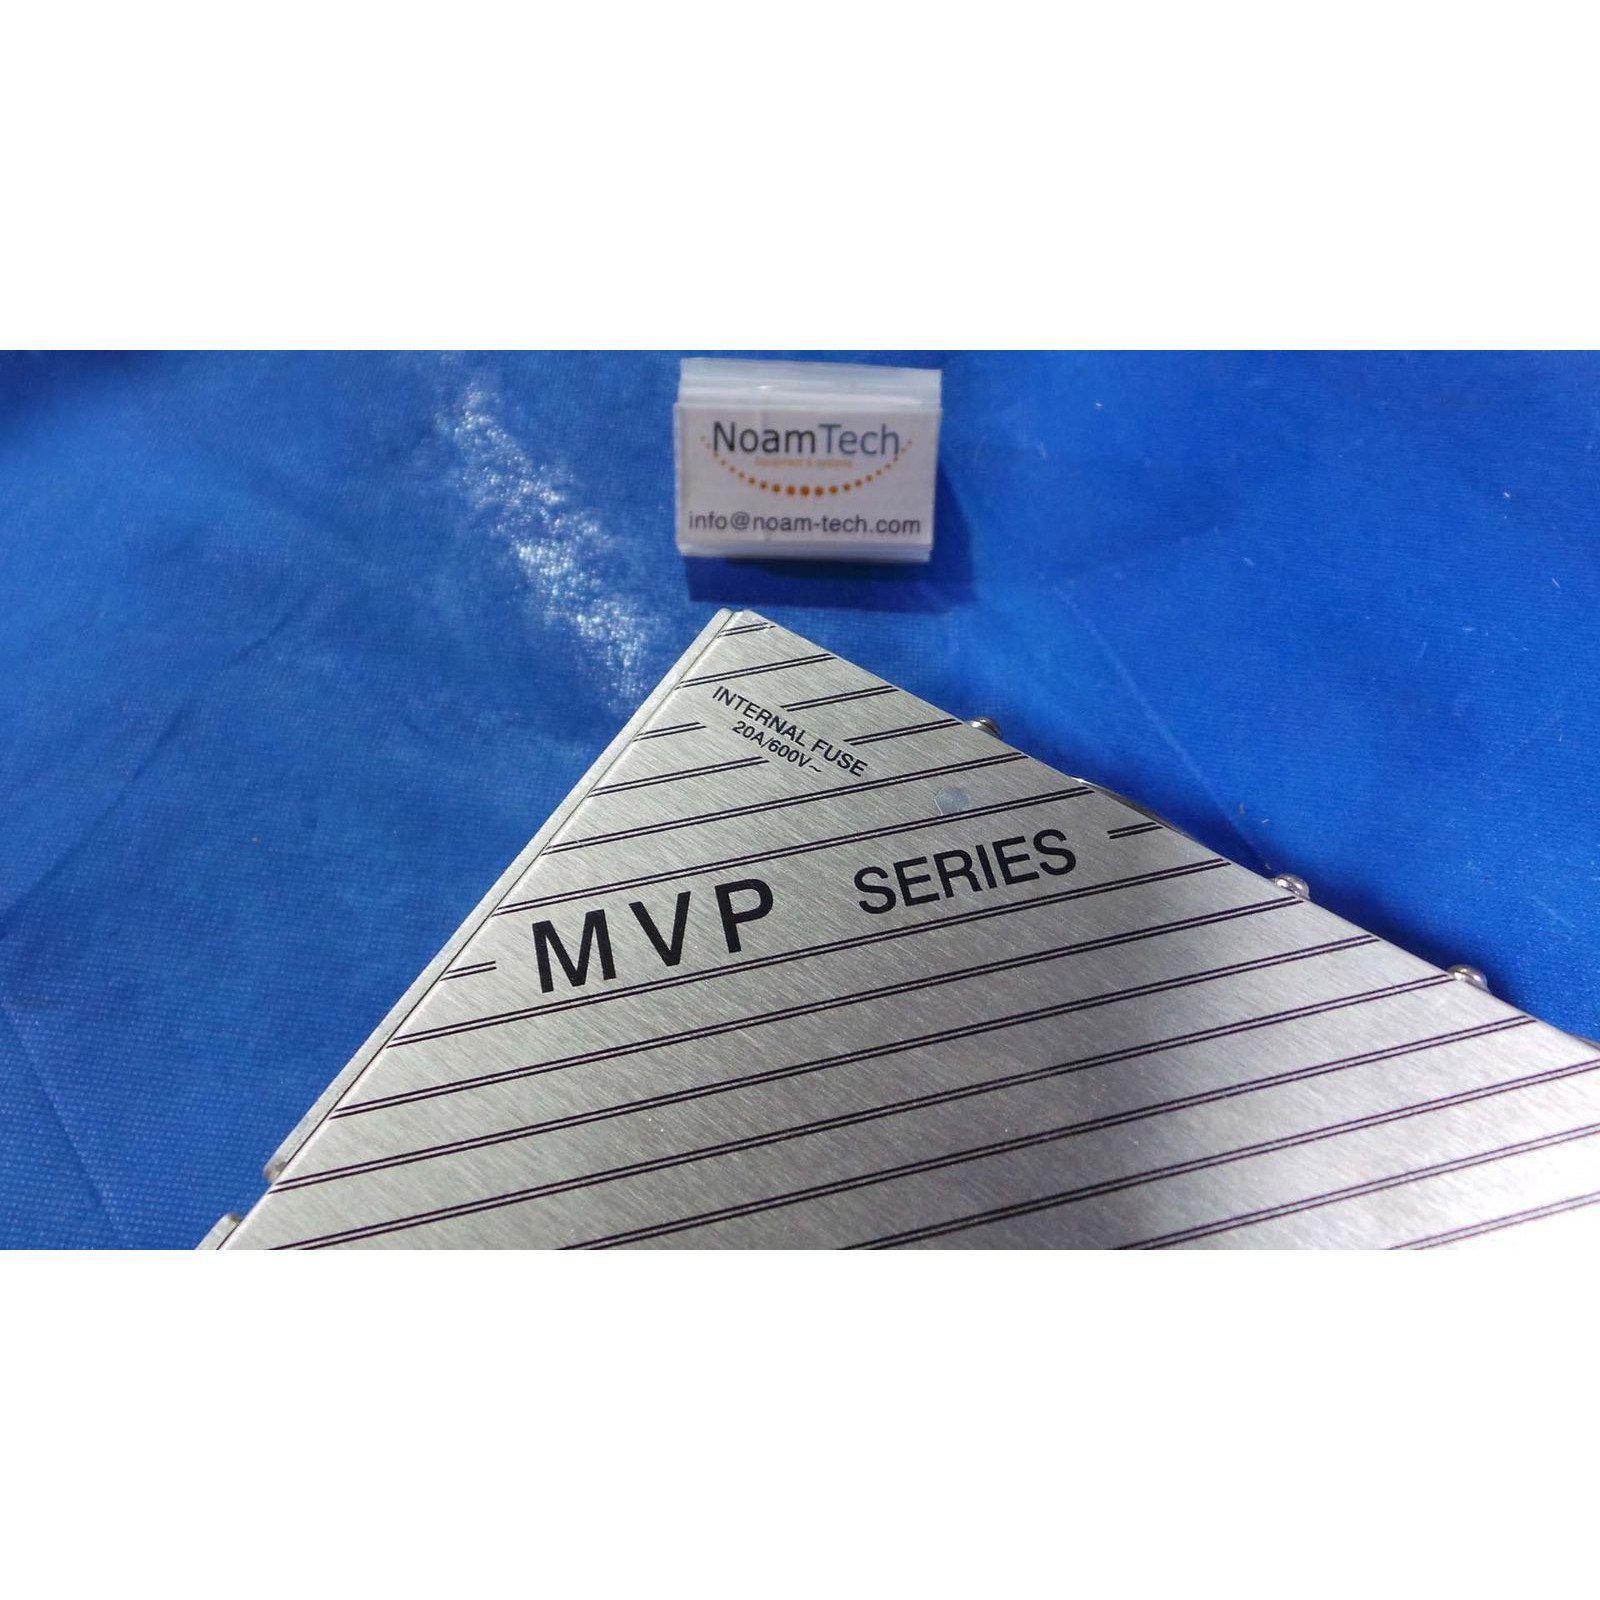 NoamTech
info@noam-tech.com
INTERNAL FUSE
20A/600V~
MVP SERIES